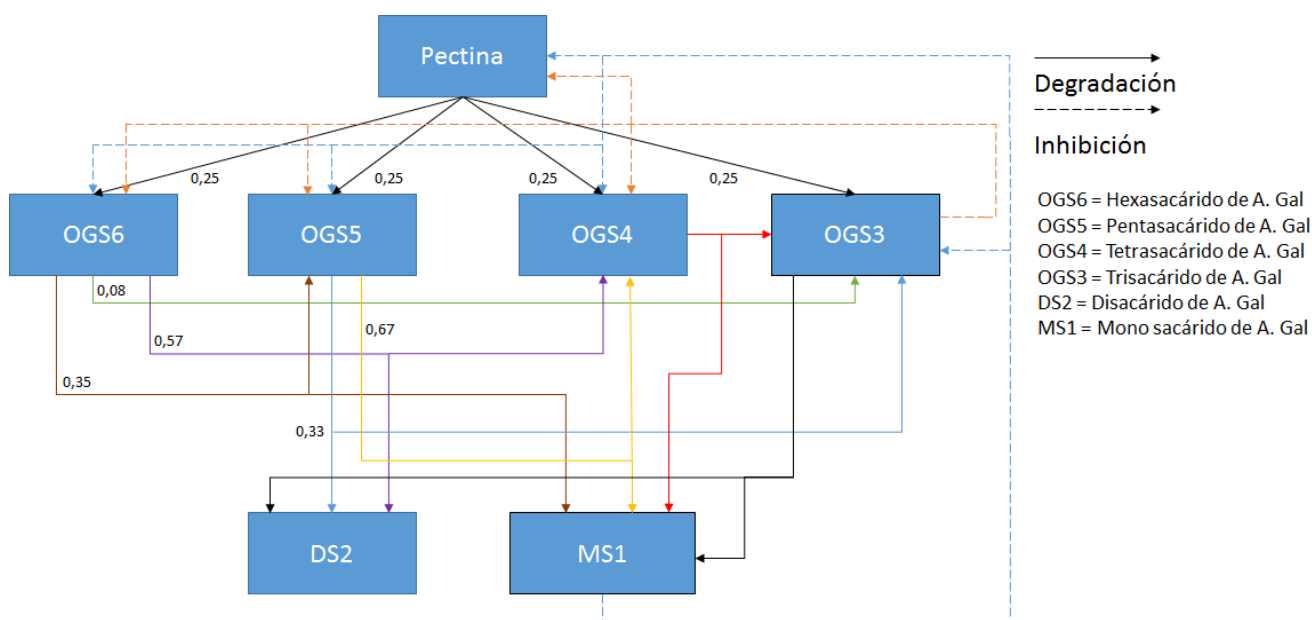 Pectina
Degradación
Inhibición
0,25
0,25
0,25
0,25
OGS6
OGS5
OGS4
OGS3
OGS6 = Hexasacárido de A. Gal
OGS5 = Pentasacárido de A. Gal
OGS4 = Tetrasacárido de A. Gal
OGS3 = Trisacárido de A. Gal
DS2 = Disacárido de A. Gal
MS1 = Mono sacárido de A. Gal
0,08
0,57
0,67
0,35
0,33
DS2
MS1